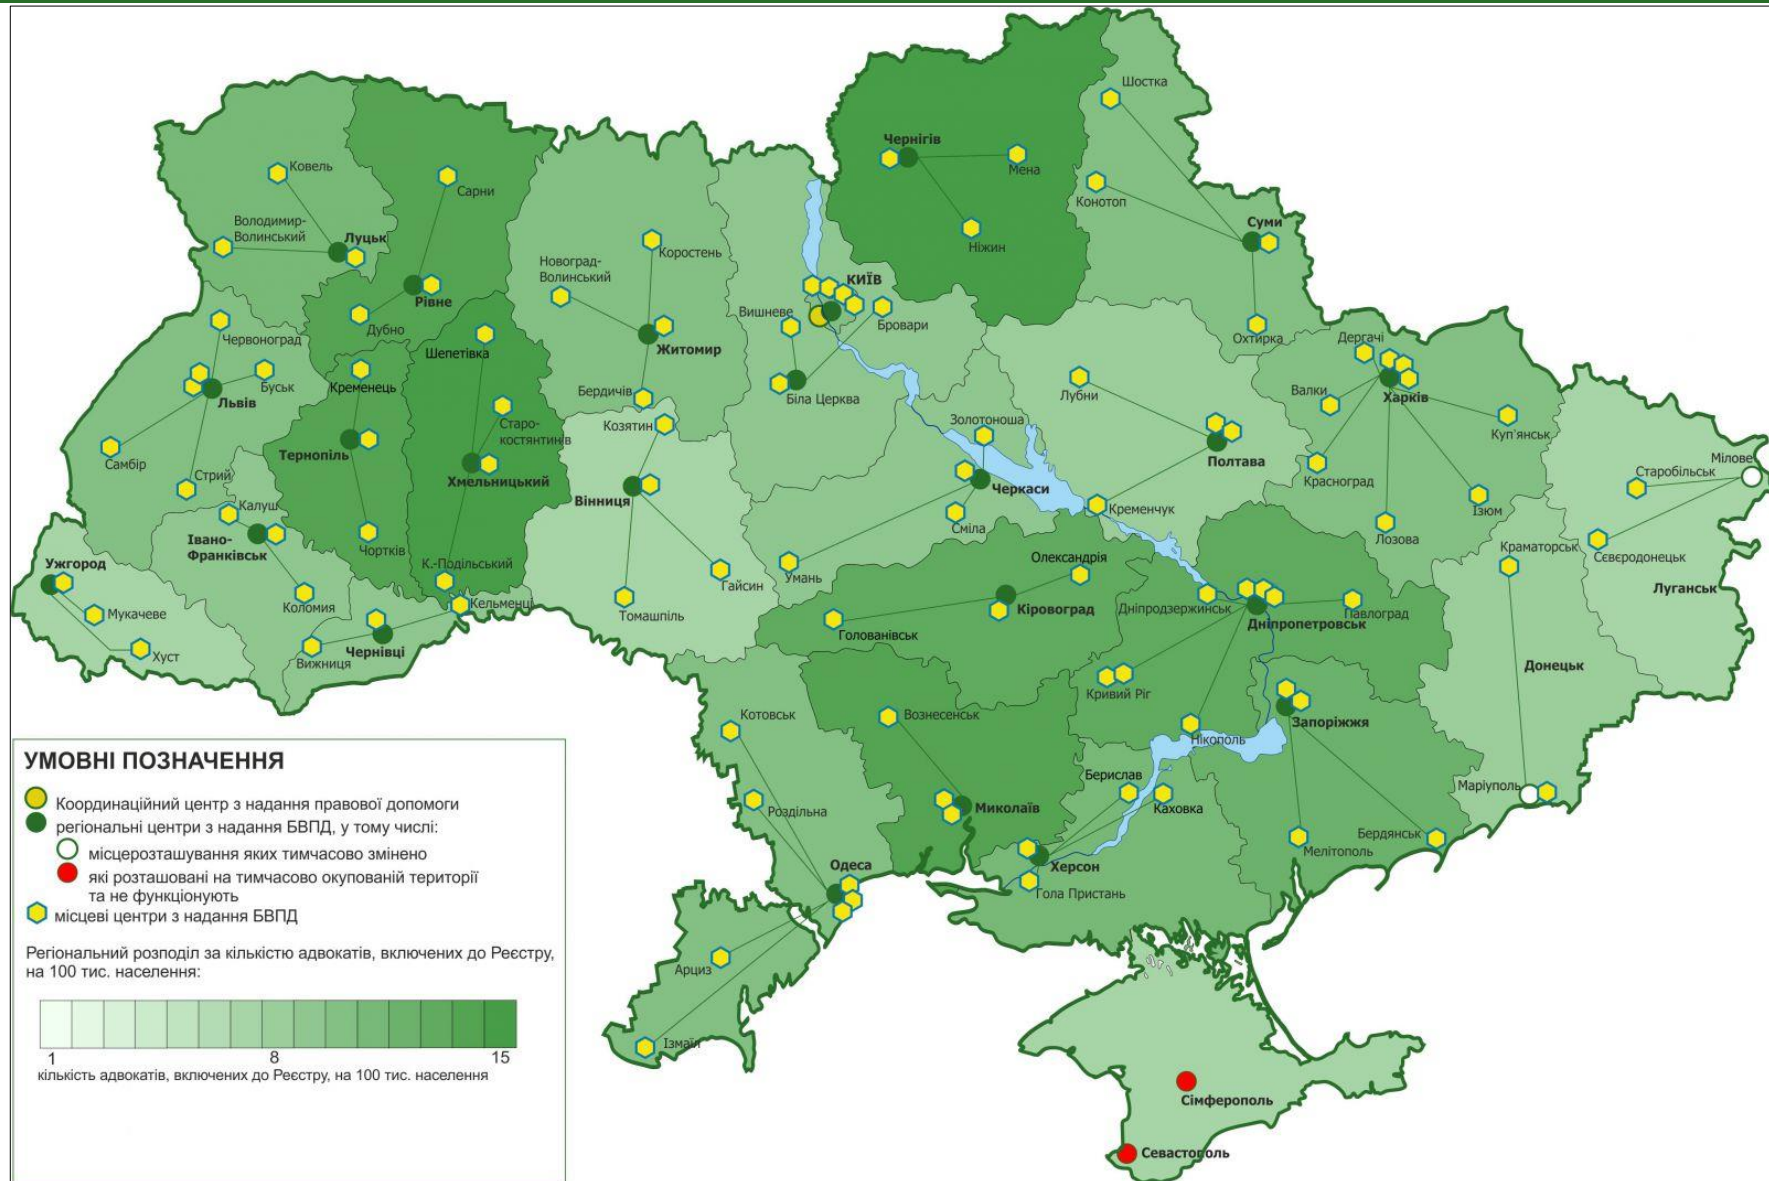 Шостка
Чернігів
Мена
Ковель
Сарни
Конотоп
Ніжин
Суми
Володимир-
Волинський
Луцьк
Коростень
Новоград-
Волинський
КИЇВ
Рівне
Вишневе
Бровари
Дубно
Охтирка
Дергачі
Червоноград
Шепетівка
Житомир
Харків
Буськ
Кременець
Львів
Бердичів
Біла Церква
Лубни
Валки
Козятин
Золотоноша
Старо-
костянтинів
Куп'янськ
Самбір
Тернопіль
Хмельницький
Полтава
Мілове
Стрий
Вінниця
Черкаси
Красноград
Старобільськ
Калуш
Кременчук
Ізюм
Сміла
Лозова
Івано-
Франківськ
Чортків
Краматорськ
Сєвєродонецьк
Ужгород
К.-Подільський
Умань
Олександрія
Гайсин
Луганськ
Коломия
Кельменці
Кіровоград
Дніпродзержинськ
Павлоград
Мукачеве
Томашпіль
Голованівськ
Дніпропетровськ
Хуст
Вижниця
Чернівці
Донецьк
Кривий Ріг
Котовськ
Вознесенськ
Запоріжжя
Нікополь
Берислав
Маріуполь
Роздільна
Миколаїв
Каховка
Бердянськ
Мелітополь
Одеса
Херсон
Гола Пристань
Арциз
Ізмаїл
Сімферополь
Севастополь
УМОВНІ ПОЗНАЧЕННЯ
Координаційний центр з надання правової допомоги
регіональні центри з надання БВПД, у тому числі:
місцерозташування яких тимчасово змінено
які розташовані на тимчасово окупованій території
та не функціонують
місцеві центри з надання БВПД
Регіональний розподіл за кількістю адвокатів, включених до Реєстру,
на 100 тис. населення:
1 8 15
кількість адвокатів, включених до Реєстру, на 100 тис. населення